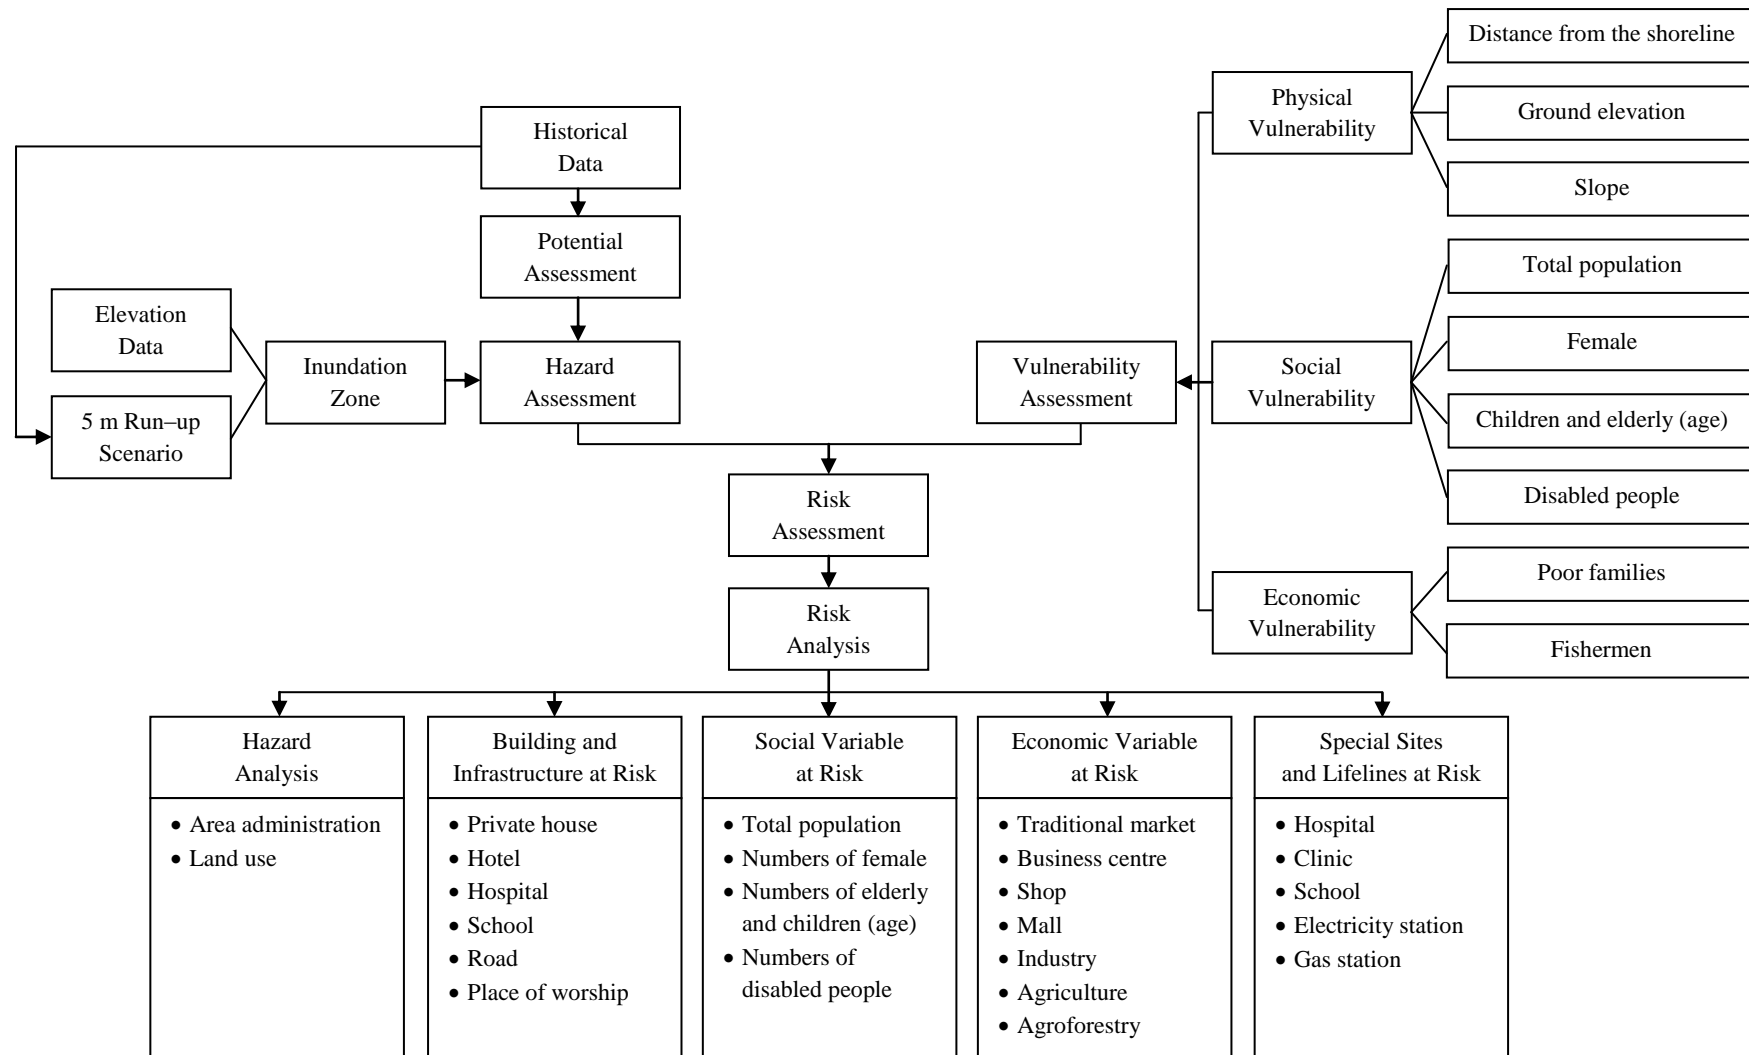 Historical
Data
Potential
Assessment
Elevation
Data
5 m Run–up
Scenario
Inundation
Zone
Hazard
Assessment
Vulnerability
Assessment
Physical
Vulnerability
Distance from the shoreline
Ground elevation
Slope
Social
Vulnerability
Total population
Female
Children and elderly (age)
Disabled people
Economic
Vulnerability
Poor families
Fishermen
Risk
Assessment
Risk
Analysis
Hazard
Analysis
• Area administration
• Land use
Building and
Infrastructure at Risk
• Private house
• Hotel
• Hospital
• School
• Road
• Place of worship
Social Variable
at Risk
• Total population
• Numbers of female
• Numbers of elderly
and children (age)
• Numbers of
disabled people
Economic Variable
at Risk
• Traditional market
• Business centre
• Shop
• Mall
• Industry
• Agriculture
• Agroforestry
Special Sites
and Lifelines at Risk
• Hospital
• Clinic
• School
• Electricity station
• Gas station